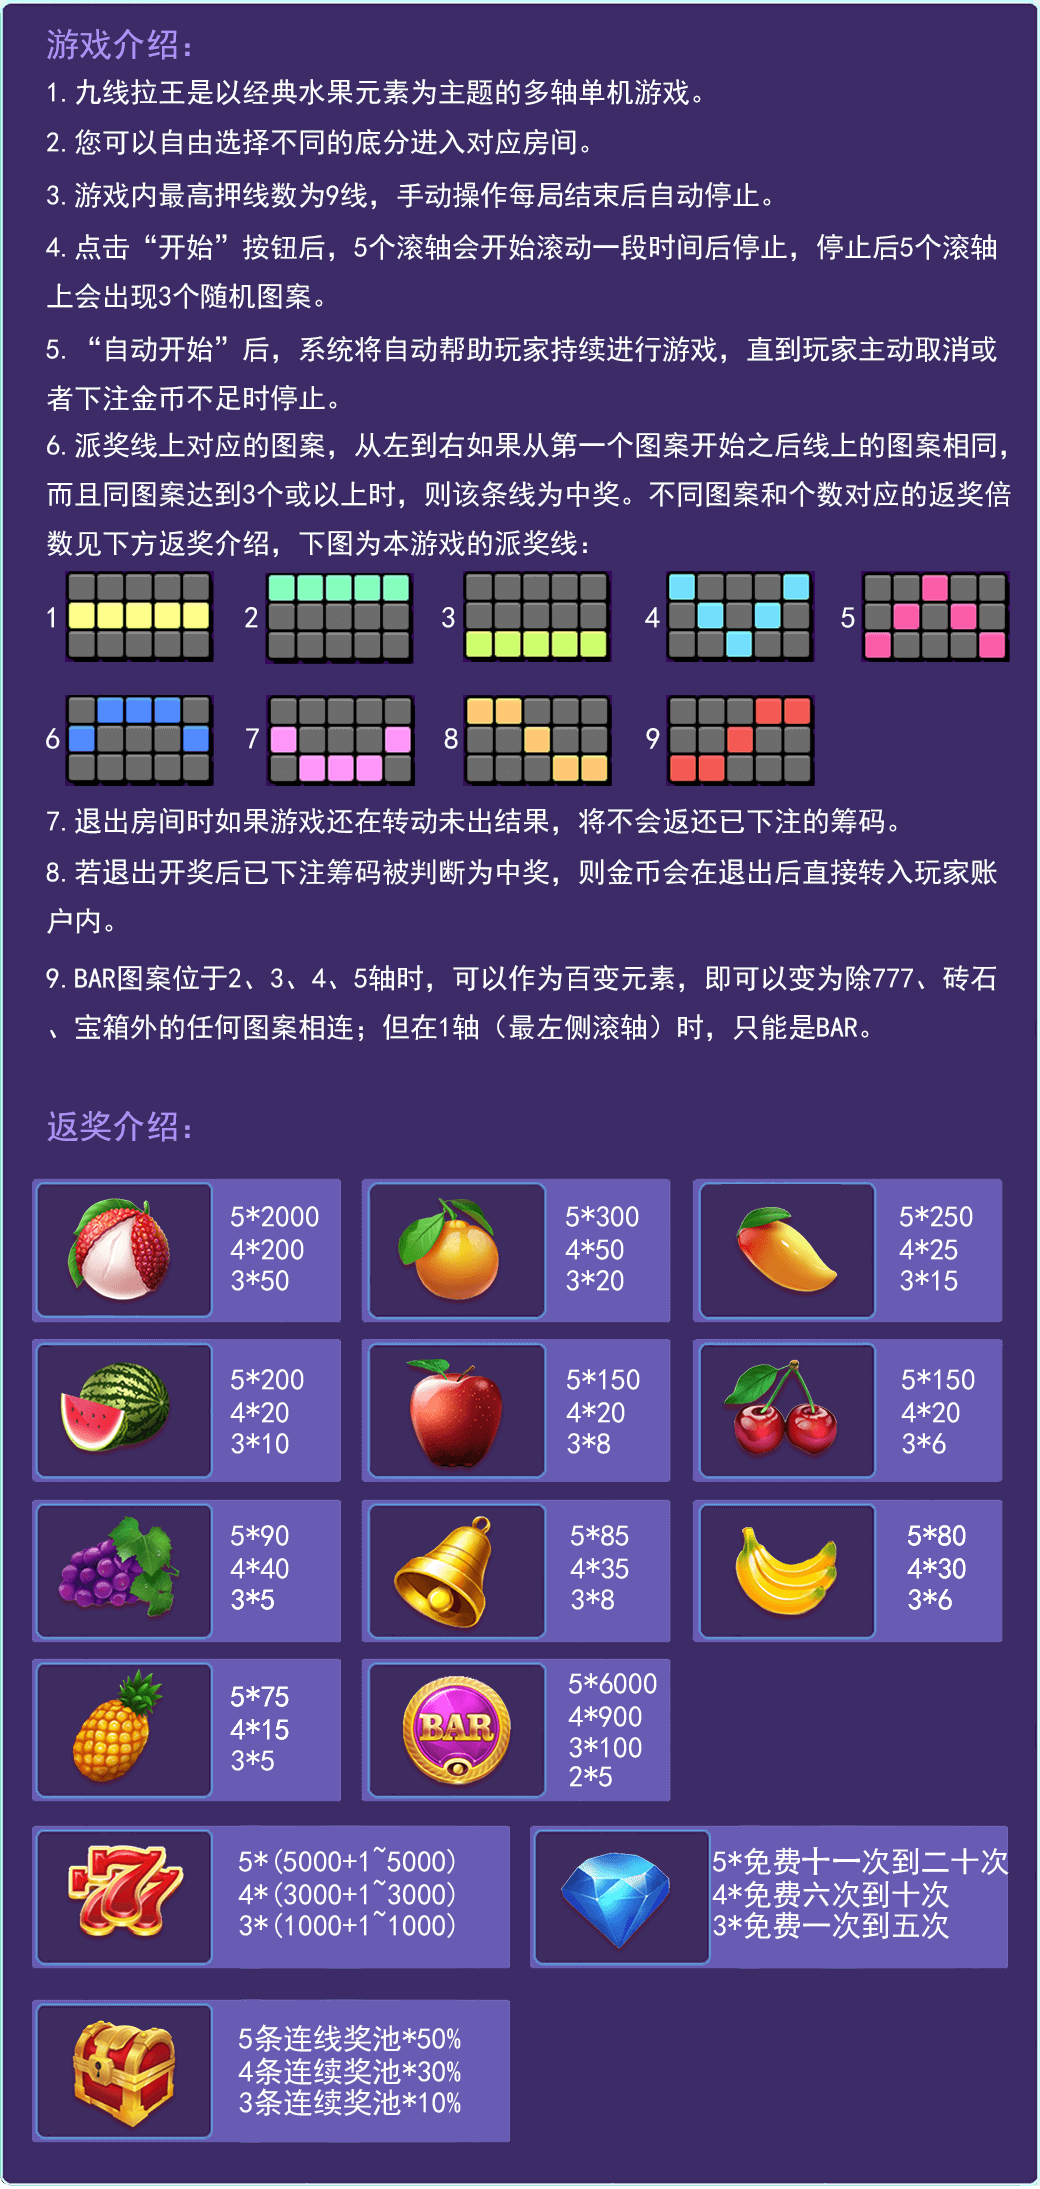 游戏介绍：
1.九线拉王是以经典水果元素为主题的多轴单机游戏。
2.您可以自由选择不同的底分进入对应房间。
3.游戏内最高押线数为9线，手动操作每局结束后自动停止。
4.点击“开始”按钮后，5个滚轴会开始滚动一段时间后停止，停止后5个滚轴
上会出现3个随机图案。
5.“自动开始”后，系统将自动帮助玩家持续进行游戏，直到玩家主动取消或
者下注金币不足时停止。
6.派奖线上对应的图案，从左到右如果从第一个图案开始之后线上的图案相同，
而且同图案达到3个或以上时，则该条线为中奖。不同图案和个数对应的返奖倍
数见下方返奖介绍，下图为本游戏的派奖线：
1 2 3 4 5
6 7 8 9
7.退出房间时如果游戏还在转动未出结果，将不会返还已下注的筹码。
8.若退出开奖后已下注筹码被判断为中奖，则金币会在退出后直接转入玩家账
户内。
9.BAR图案位于2、3、4、5轴时，可以作为百变元素，即可以变为除777、砖石
、宝箱外的任何图案相连；但在1轴（最左侧滚轴）时，只能是BAR。
返奖介绍：
5*2000
4*200
3*50
5*300
4*50
3*20
5*250
4*25
3*15
5*200
4*20
3*10
5*150
4*20
3*8
5*150
4*20
3*6
5*90
4*40
3*5
5*85
4*35
3*8
5*80
4*30
3*6
5*75
4*15
3*5
BAR
5*6000
4*900
3*100
2*5
777
5*(5000+1~5000)
4*(3000+1~3000)
3*(1000+1~1000)
5*免费十一次到二十次
4*免费六次到十次
3*免费一次到五次
5条连线奖池*50%
4条连续奖池*30%
3条连续奖池*10%